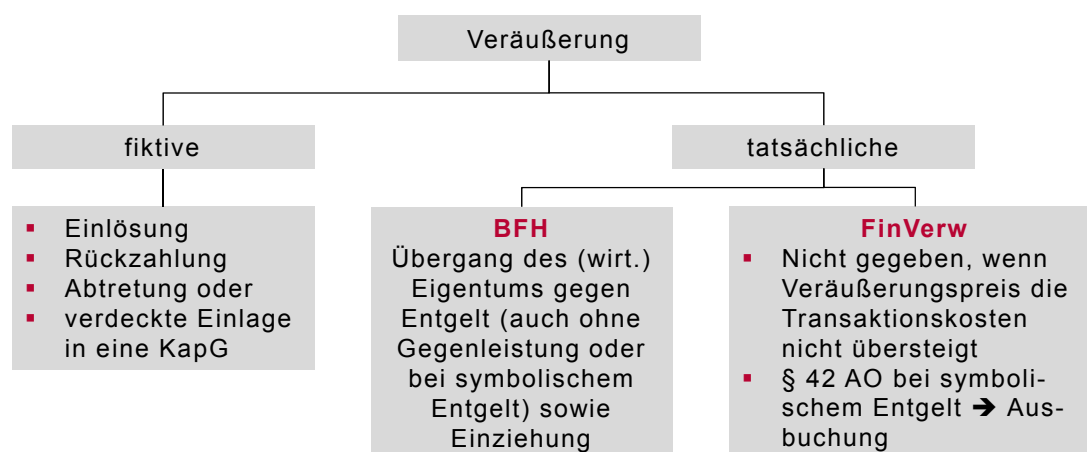 Veräußerung
fiktive
tatsächliche
▪ Einlösung
▪ Rückzahlung
▪ Abtretung oder
▪ verdeckte Einlage
in eine KapG
BFH
Übergang des (wirt.)
Eigentums gegen
Entgelt (auch ohne
Gegenleistung oder
bei symbolischem
Entgelt) sowie
Einziehung
FinVerw
▪ Nicht gegeben, wenn
Veräußerungspreis die
Transaktionskosten
nicht übersteigt
▪ § 42 AO bei symboli-
schem Entgelt ➔ Aus-
buchung